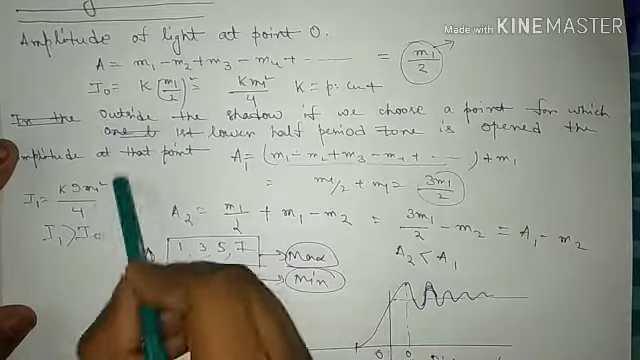 Made with KINEMASTER
Amplitude of light at point O.
A = m1 - m2 + m3 - m4 + ------ = m1/2
I0 = K (m1/2)² = Km1²/4 K = p. cut
In the outside the shadow if we choose a point for which
one b 1st lower half period zone is opened the
amplitude at that point A1 = (m1 - m2 + m3 - m4 + --) + m1
= m1/2 + m1 = 3m1/2
I1 = K9m1²/4
A2 = m1/2 + m1 - m2 = 3m1/2 - m2 = A1 - m2
I1 > I0
A2 < A1
1, 3, 5, 7 → Max
→ Min
O O